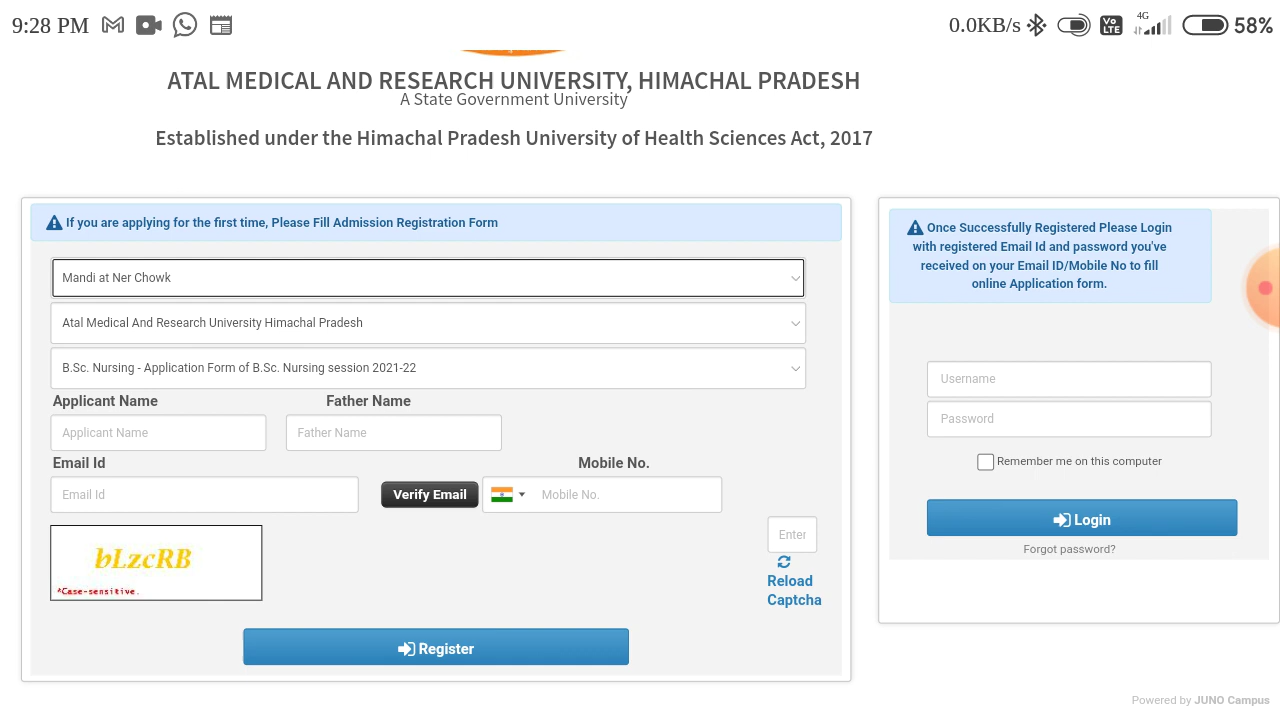 9:28 PM
0.0KB/s
Vo LTE
4G
58%
ATAL MEDICAL AND RESEARCH UNIVERSITY, HIMACHAL PRADESH
A State Government University
Established under the Himachal Pradesh University of Health Sciences Act, 2017
If you are applying for the first time, Please Fill Admission Registration Form
Mandi at Ner Chowk
Atal Medical And Research University Himachal Pradesh
B.Sc. Nursing - Application Form of B.Sc. Nursing session 2021-22
Applicant Name Father Name
Applicant Name Father Name
Email Id Mobile No.
Email Id Verify Email Mobile No.
bLzcRB
*Case-sensitive.
Enter
Reload
Captcha
Register
Once Successfully Registered Please Login
with registered Email Id and password you've
received on your Email ID/Mobile No to fill
online Application form.
Username
Password
Remember me on this computer
Login
Forgot password?
Powered by JUNO Campus